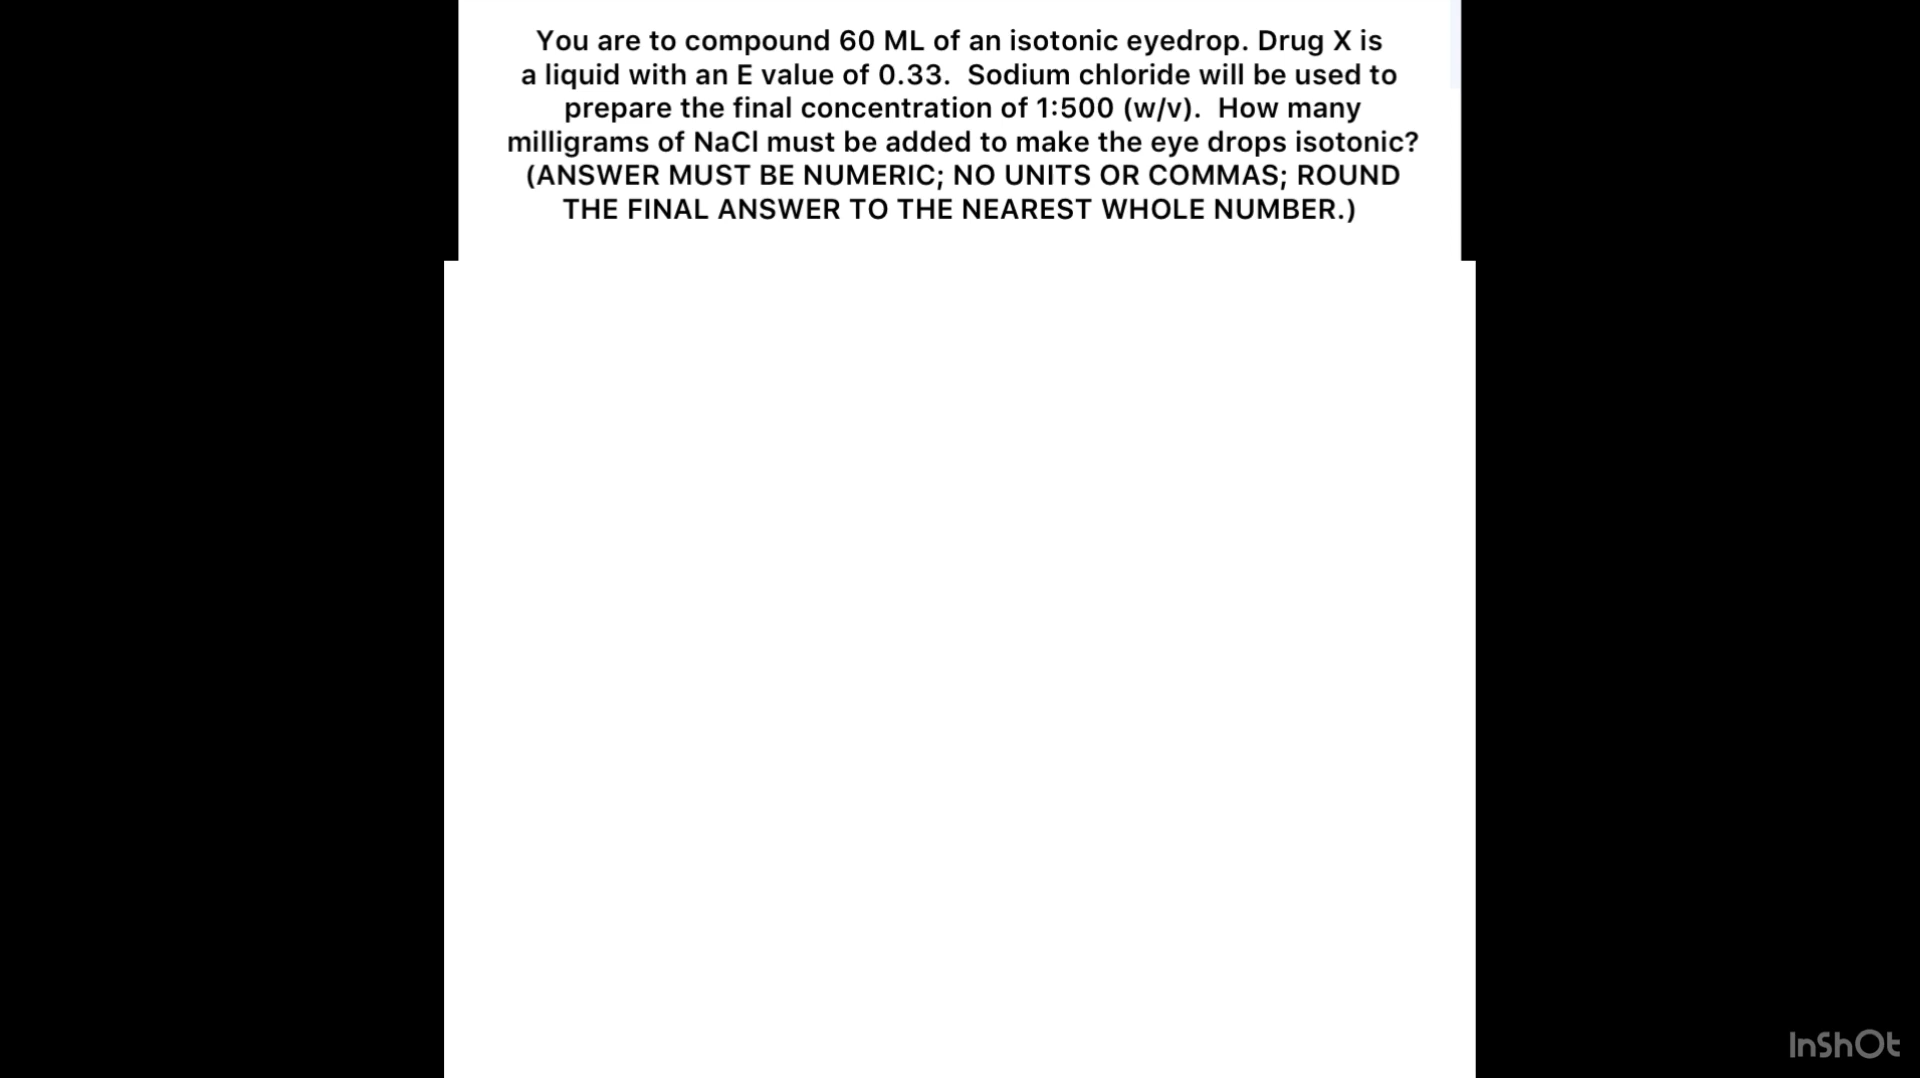 You are to compound 60 ML of an isotonic eyedrop. Drug X is
a liquid with an E value of 0.33.  Sodium chloride will be used to
prepare the final concentration of 1:500 (w/v).  How many
milligrams of NaCl must be added to make the eye drops isotonic?
(ANSWER MUST BE NUMERIC; NO UNITS OR COMMAS; ROUND
THE FINAL ANSWER TO THE NEAREST WHOLE NUMBER.)
InShOt